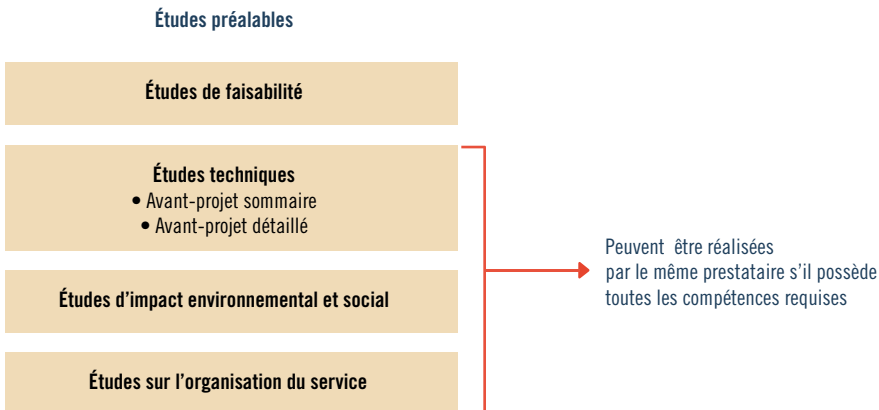 Études préalables
Études de faisabilité
Études techniques
• Avant-projet sommaire
• Avant-projet détaillé
Études d’impact environnemental et social
Études sur l’organisation du service
Peuvent être réalisées
par le même prestataire s’il possède
toutes les compétences requises